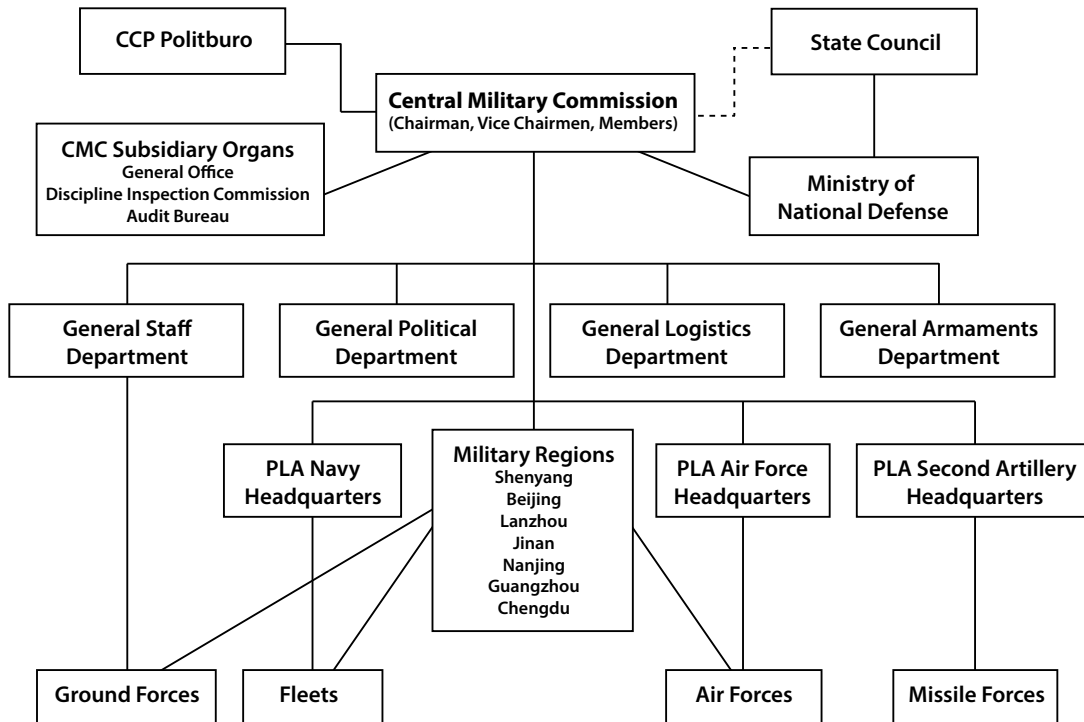 CCP Politburo
State Council
Central Military Commission
(Chairman, Vice Chairmen, Members)
CMC Subsidiary Organs
General Office
Discipline Inspection Commission
Audit Bureau
Ministry of
National Defense
General Staff
Department
General Political
Department
General Logistics
Department
General Armaments
Department
PLA Navy
Headquarters
Military Regions
Shenyang
Beijing
Lanzhou
Jinan
Nanjing
Guangzhou
Chengdu
PLA Air Force
Headquarters
PLA Second Artillery
Headquarters
Ground Forces
Fleets
Air Forces
Missile Forces